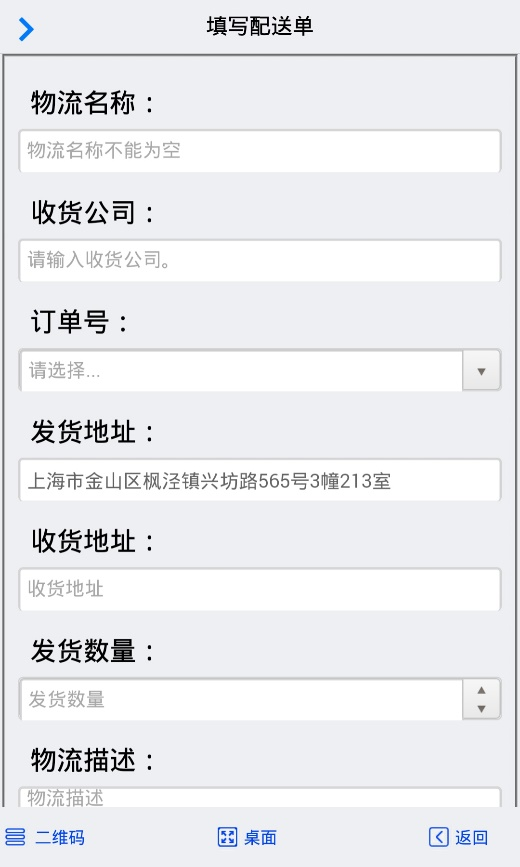 填写配送单
物流名称：
物流名称不能为空
收货公司：
请输入收货公司。
订单号：
请选择...
发货地址：
上海市金山区枫泾镇兴坊路565号3幢213室
收货地址：
收货地址
发货数量：
发货数量
物流描述：
物流描述
二维码 桌面 返回